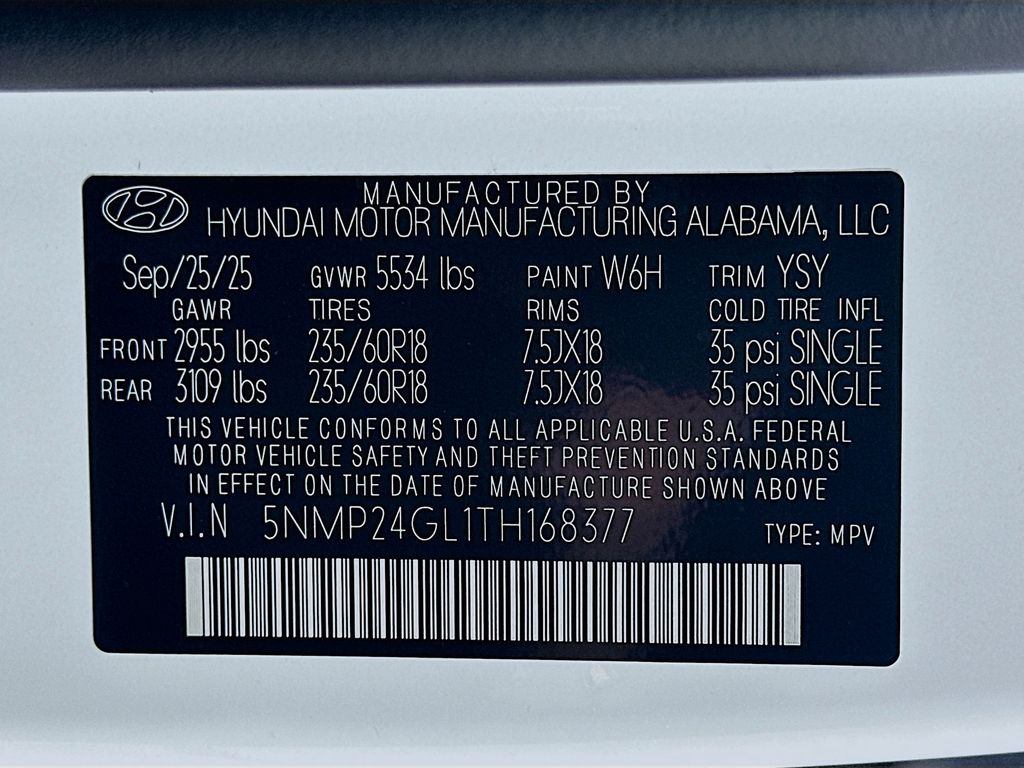 MANUFACTURED BY
HYUNDAI MOTOR MANUFACTURING ALABAMA, LLC
Sep/25/25 GVWR 5534 lbs PAINT W6H TRIM YSY
GAWR TIRES RIMS COLD TIRE INFL
FRONT 2955 lbs 235/60R18 7.5JX18 35 psi SINGLE
REAR 3109 lbs 235/60R18 7.5JX18 35 psi SINGLE
THIS VEHICLE CONFORMS TO ALL APPLICABLE U.S.A. FEDERAL
MOTOR VEHICLE SAFETY AND THEFT PREVENTION STANDARDS
IN EFFECT ON THE DATE OF MANUFACTURE SHOWN ABOVE
V.I.N 5NMP24GL1TH168377 TYPE: MPV